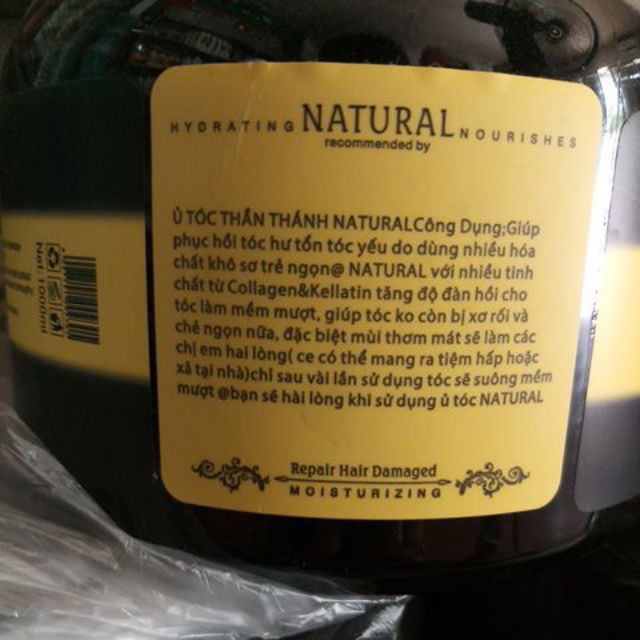 HYDRATING NATURAL NOURISHES
recommended by
Ủ TÓC THẦN THÁNH NATURALCông Dụng;Giúp
phục hồi tóc hư tổn tóc yếu do dùng nhiều hóa
chất khô sơ trẻ ngọn@ NATURAL với nhiều tinh
chất từ Collagen&Kellatin tăng độ đàn hồi cho
tóc làm mềm mượt, giúp tóc ko còn bị xơ rối và
chẻ ngọn nữa, đặc biệt mùi thơm mát sẽ làm các
chị em hai lòng( ce có thể mang ra tiệm hấp hoặc
xả tại nhà)chỉ sau vài lần sử dụng tóc sẽ suông mềm
mượt @bạn sẽ hài lòng khi sử dụng ủ tóc NATURAL
Repair Hair Damaged
MOISTURIZING
Net:1000ml